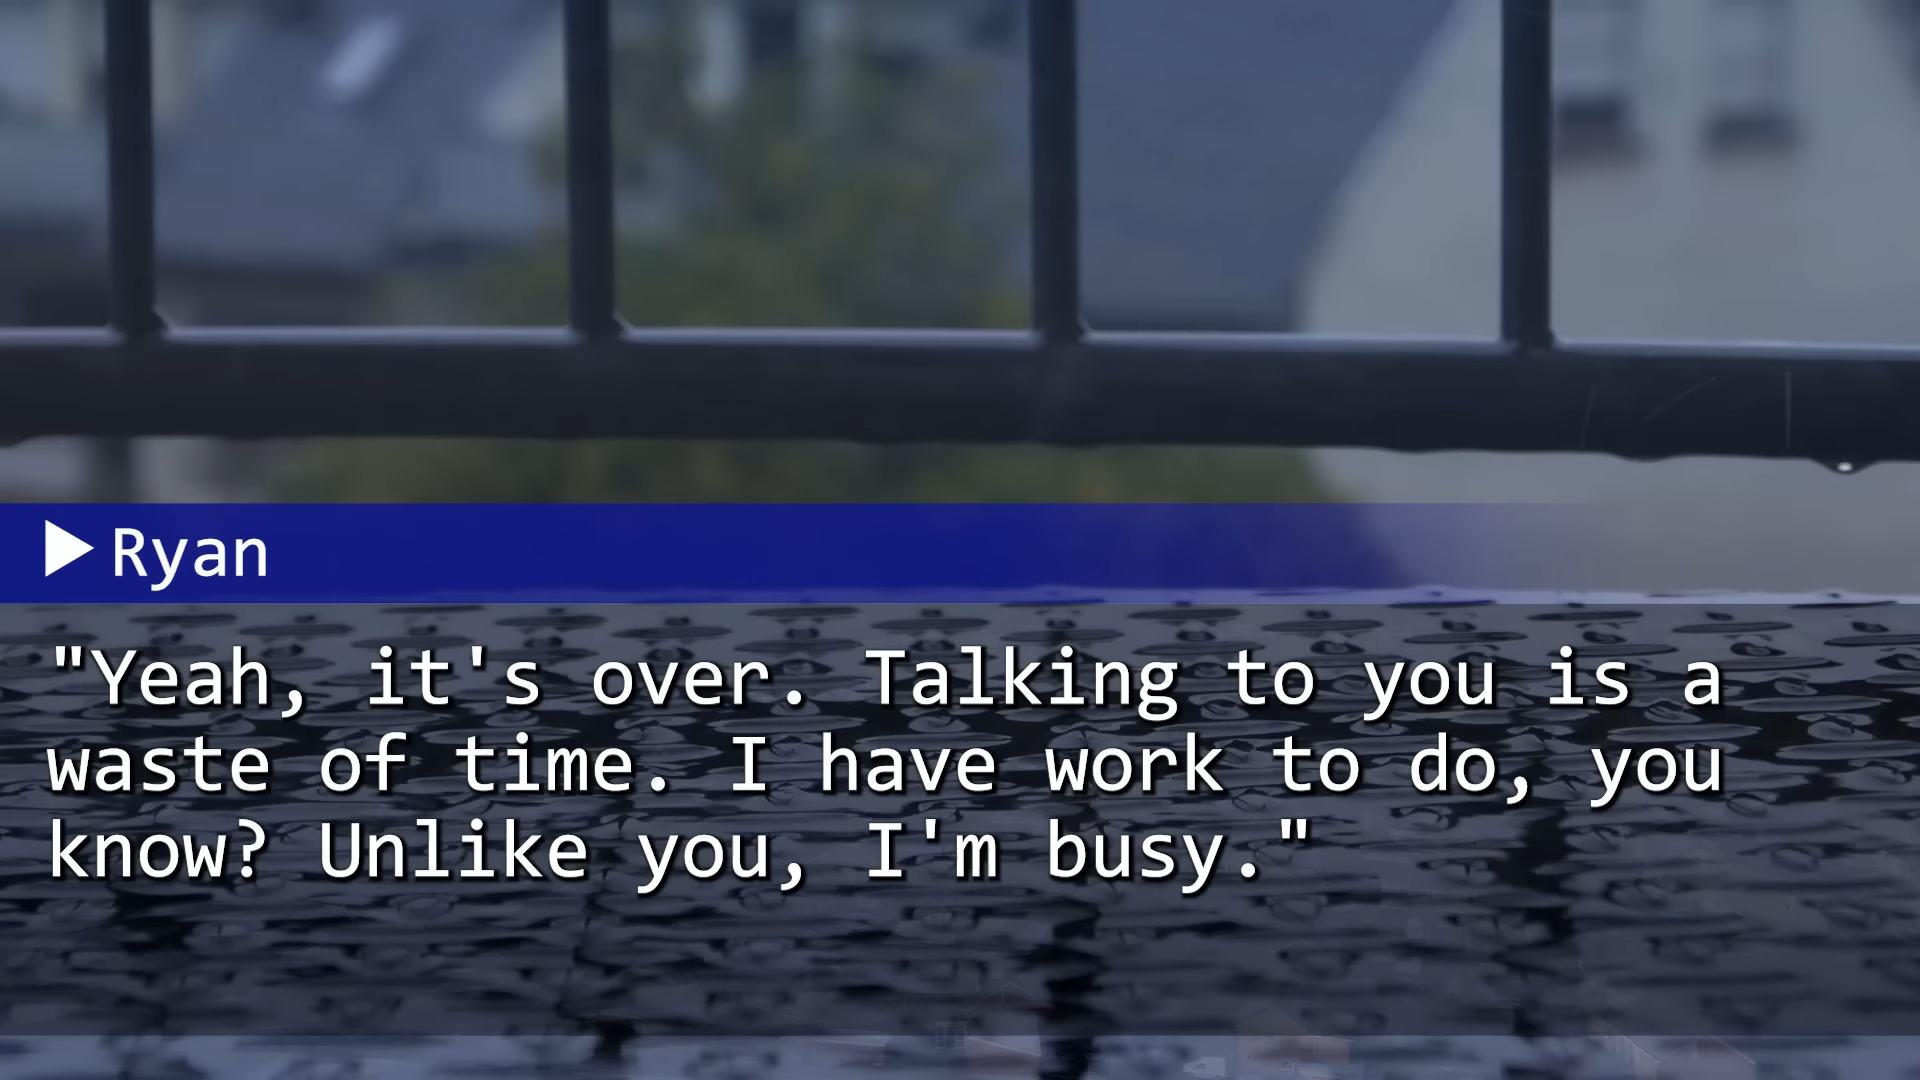 Ryan
"Yeah, it's over. Talking to you is a
waste of time. I have work to do, you
know? Unlike you, I'm busy."